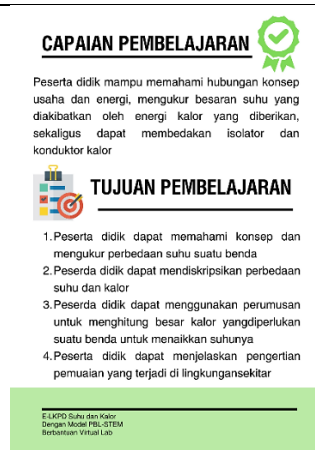 CAPAIAN PEMBELAJARAN
Peserta didik mampu memahami hubungan konsep
usaha dan energi, mengukur besaran suhu yang
diakibatkan oleh energi kalor yang diberikan,
sekaligus dapat membedakan isolator dan
konduktor kalor
TUJUAN PEMBELAJARAN
1. Peserta didik dapat memahami konsep dan
mengukur perbedaan suhu suatu benda
2. Peserda didik dapat mendiskripsikan perbedaan
suhu dan kalor
3. Peserda didik dapat menggunakan perumusan
untuk menghitung besar kalor yangdiperlukan
suatu benda untuk menaikkan suhunya
4. Peserta didik dapat menjelaskan pengertian
pemuaian yang terjadi di lingkungansekitar
E-LKPD Suhu dan Kalor
Dengan Model PBL-STEM
Berbantuan Virtual Lab